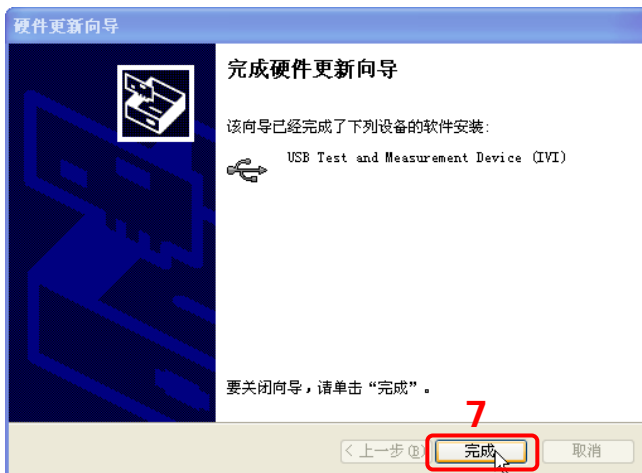 硬件更新向导
完成硬件更新向导
该向导已经完成了下列设备的软件安装:
USB Test and Measurement Device (IVI)
要关闭向导，请单击“完成”。
7
< 上一步(B) 完成 取消